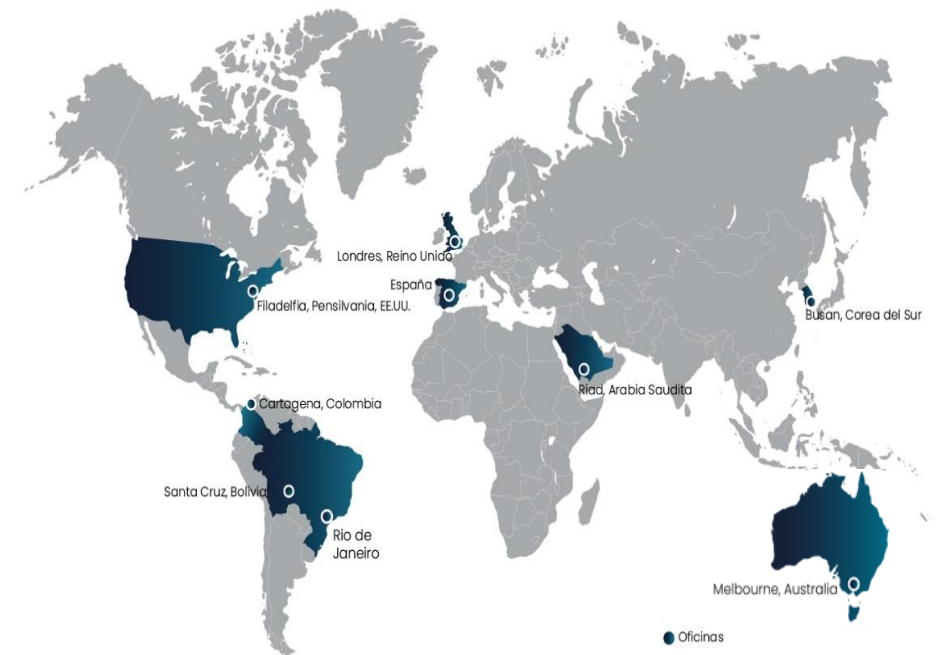 Londres, Reino Unido
España
Filadelfia, Pensilvania, EE.UU.
Busan, Corea del Sur
Riad, Arabia Saudita
Cartagena, Colombia
Santa Cruz, Bolivia
Rio de
Janeiro
Melbourne, Australia
Oficinas